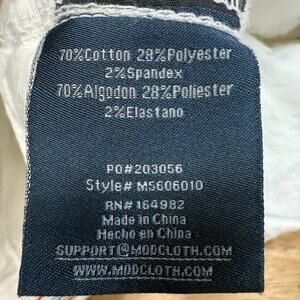 70%Cotton 28%Polyester
2%Spandex
70%Algodon 28%Poliester
2%Elastano
PO#203056
Style# MS606010
RN# 164982
Made in China
Hecho en China
SUPPORT@MODCLOTH.COM
WWW.MODCLOTH.COM